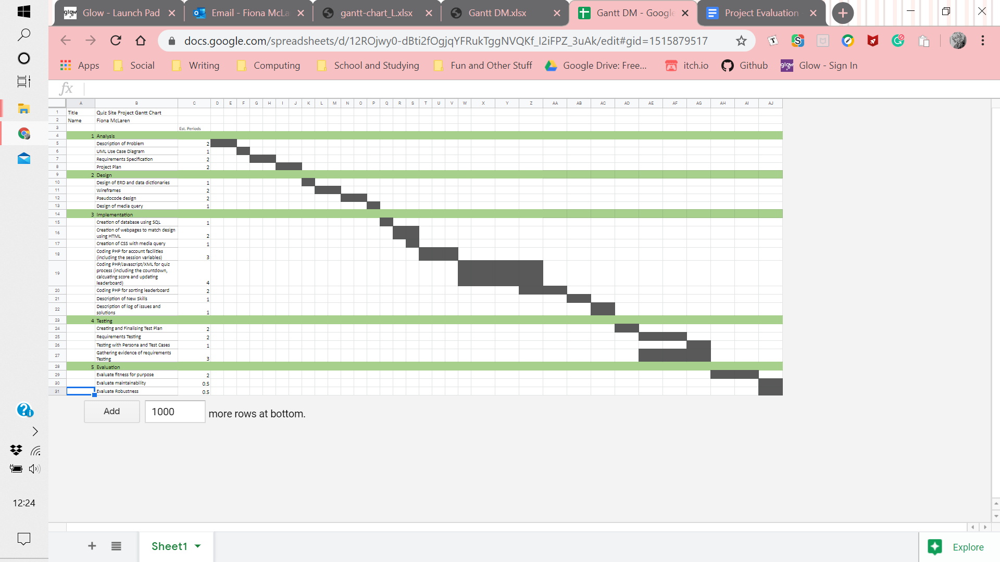 glow Glow - Launch Pad
Email - Fiona McLa
gantt-chart_L.xlsx
Gantt DM.xlsx
Gantt DM - Google
Project Evaluation
docs.google.com/spreadsheets/d/12ROjwy0-dBti2fOgjqYFRukTggNVQKf_I2iFPZ_3uAk/edit#gid=1515879517
Apps Social Writing Computing School and Studying Fun and Other Stuff Google Drive: Free... itch.io Github glow Glow - Sign In
fx
A B C D E F G H I J K L M N O P Q R S T U V W X Y Z AA AB AC AD AE AF AG AH AI AJ
1 Title Quiz Site Project Gantt Chart
2 Name Fiona McLaren
3 Est. Periods
4 1 Analysis
5 Description of Problem 2
6 UML Use Case Diagram 1
7 Requirements Specification 2
8 Project Plan 2
9 2 Design
10 Design of ERD and data dictionaries 1
11 Wireframes 2
12 Pseudocode design 2
13 Design of media query 1
14 3 Implementation
15 Creation of database using SQL 1
16 Creation of webpages to match design
using HTML 2
17 Creation of CSS with media query 1
18 Coding PHP for account facilities
(including the session variables) 3
19 Coding PHP/Javascript/XML for quiz
process (including the countdown,
calcuating score and updating
leaderboard) 4
20 Coding PHP for sorting leaderboard 2
21 Description of New Skills 1
22 Description of log of issues and
solutions 1
23 4 Testing
24 Creating and Finalising Test Plan 2
25 Requirements Testing 2
26 Testing with Persona and Test Cases 1
27 Gathering evidence of requirements
Testing 3
28 5 Evaluation
29 Evaluate fitness for purpose 2
30 Evaluate maintainability 0.5
31 Evaluate Robustness 0.5
Add 1000 more rows at bottom.
12:24
Sheet1
Explore